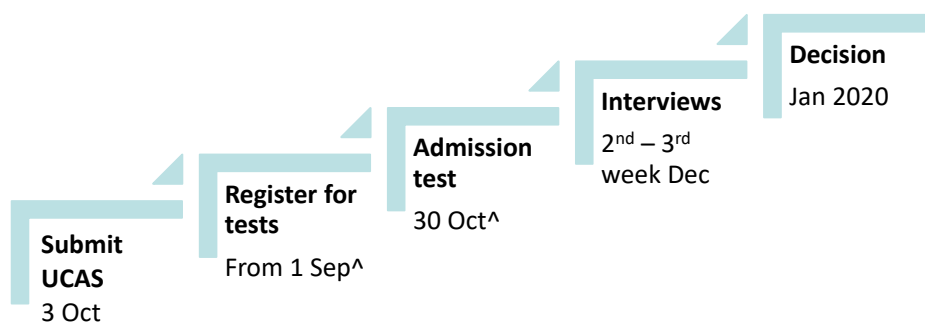 Submit
UCAS
3 Oct
Register for
tests
From 1 Sep^
Admission
test
30 Oct^
Interviews
2nd – 3rd
week Dec
Decision
Jan 2020